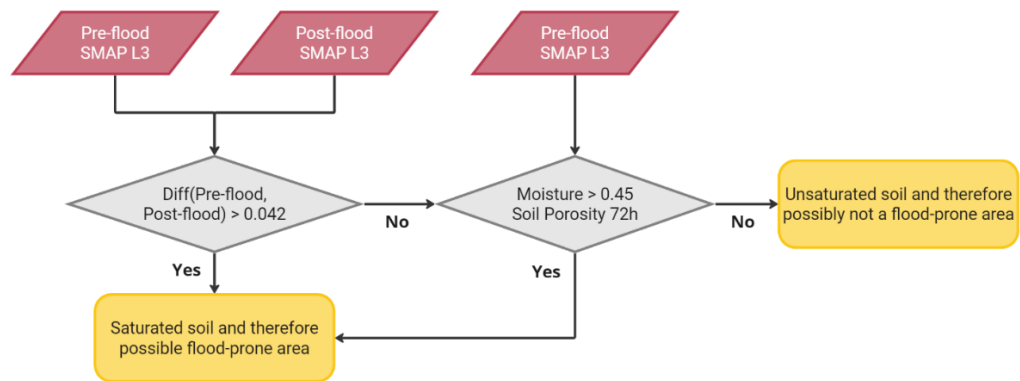 Pre-flood
SMAP L3
Post-flood
SMAP L3
Pre-flood
SMAP L3
Diff(Pre-flood,
Post-flood) > 0.042
No
Moisture > 0.45
Soil Porosity 72h
No
Unsaturated soil and therefore
possibly not a flood-prone area
Yes
Yes
Saturated soil and therefore
possible flood-prone area